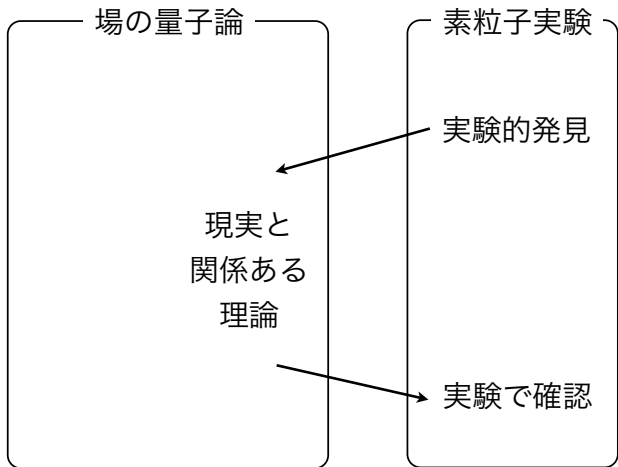 場の量子論
素粒子実験
実験的発見
現実と
関係ある
理論
実験で確認